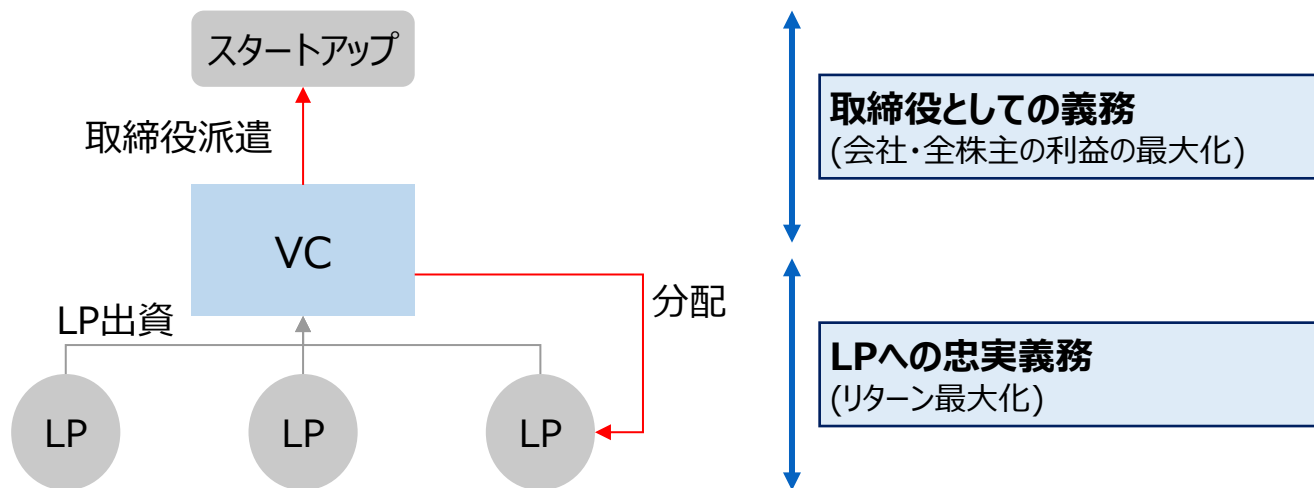 スタートアップ
取締役派遣
取締役としての義務
(会社・全株主の利益の最大化)
VC
分配
LP出資
LPへの忠実義務
(リターン最大化)
LP
LP
LP